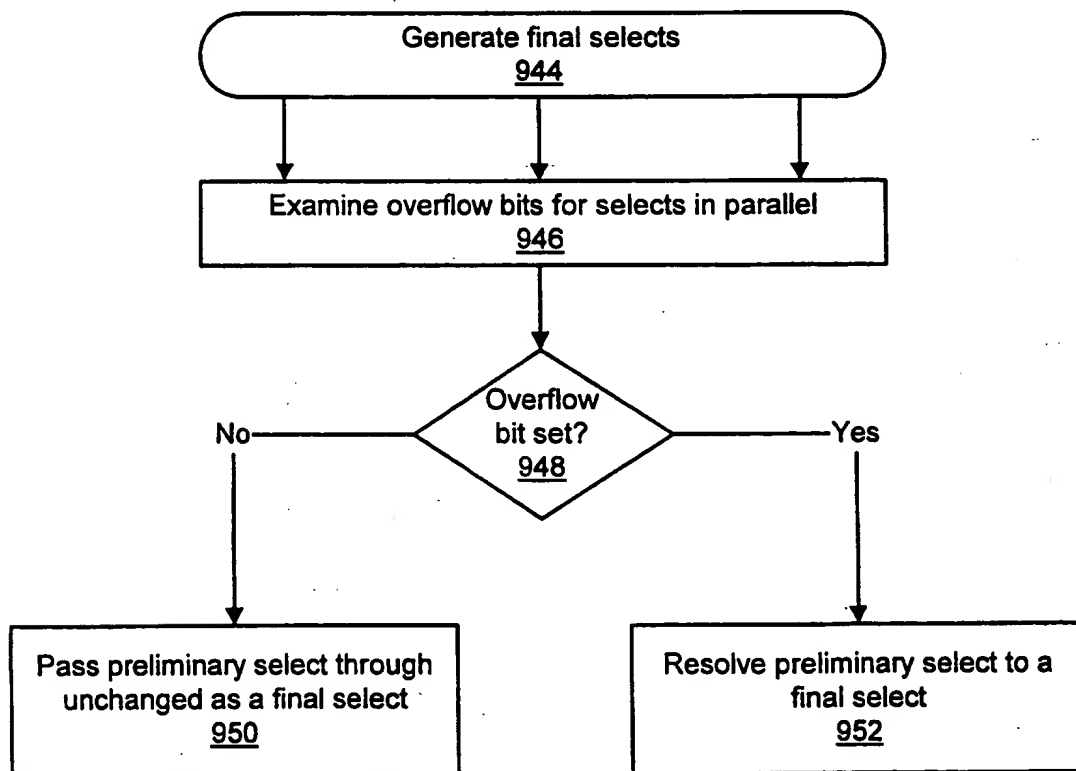 Generate final selects
944
Examine overflow bits for selects in parallel
946
Overflow
bit set?
948
No
Yes
Pass preliminary select through
unchanged as a final select
950
Resolve preliminary select to a
final select
952